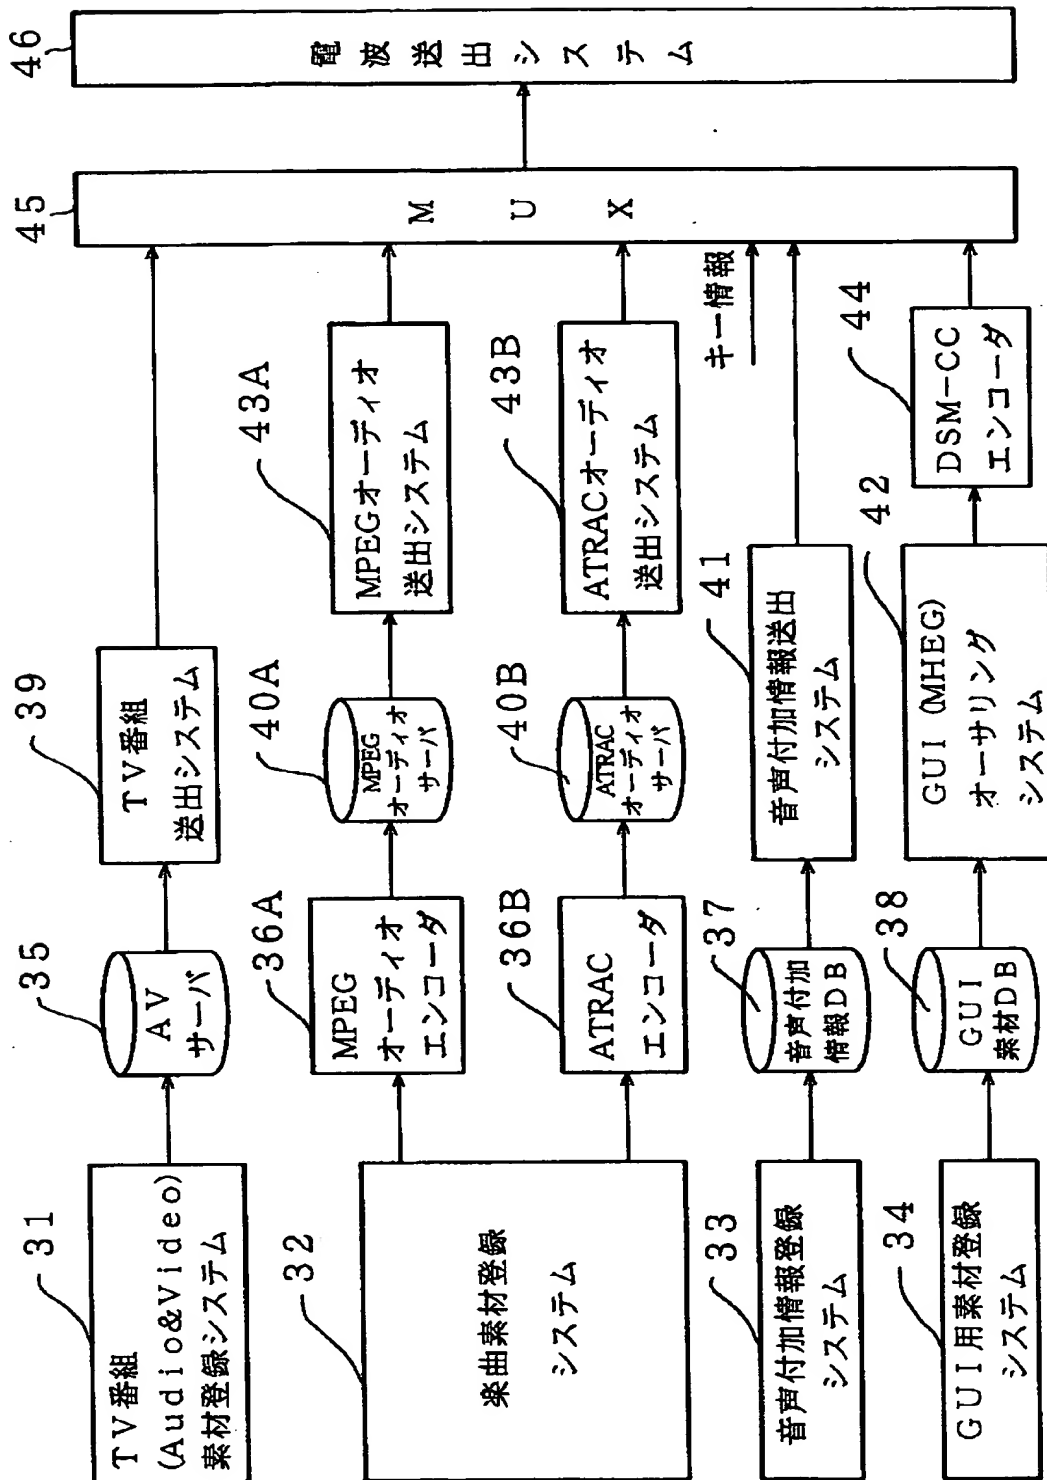 31
TV番組
(Audio&Video)
素材登録システム
35
AV
サーバ
39
TV番組
送出システム
32
楽曲素材登録
システム
36A
MPEG
オーディオ
エンコーダ
40A
MPEG
オーディオ
サーバ
43A
MPEGオーディオ
送出システム
36B
ATRAC
エンコーダ
40B
ATRAC
オーディオ
サーバ
43B
ATRACオーディオ
送出システム
33
音声付加情報登録
システム
37
音声付加
情報DB
41
音声付加情報送出
システム
キー情報
34
GUI用素材登録
システム
38
GUI
素材DB
42
GUI (MHEG)
オーサリング
システム
44
DSM-CC
エンコーダ
45
MUX
46
電波送出システム